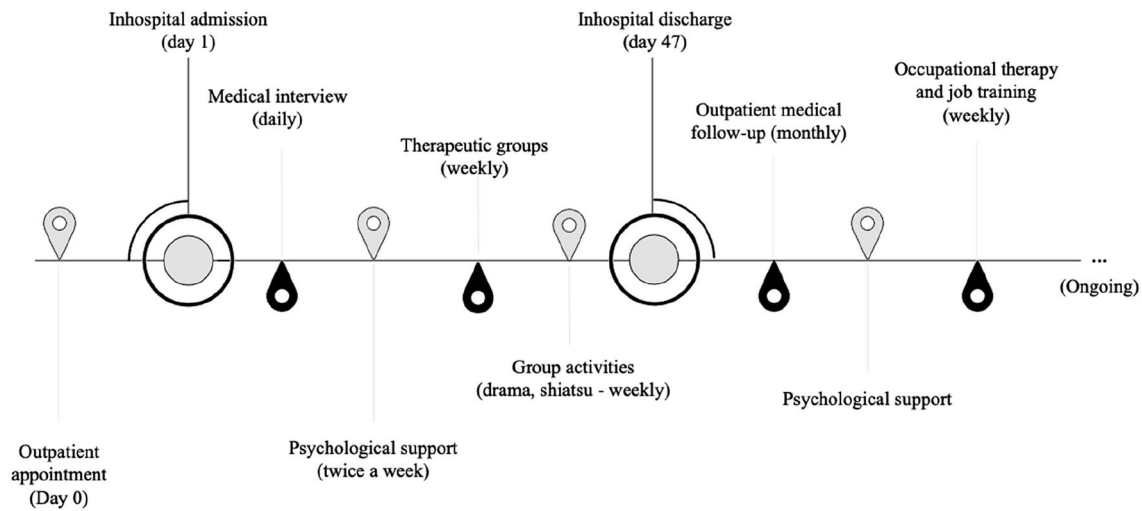 Inhospital admission
(day 1)
Inhospital discharge
(day 47)
Medical interview
(daily)
Therapeutic groups
(weekly)
Outpatient medical
follow-up (monthly)
Occupational therapy
and job training
(weekly)
...
(Ongoing)
Outpatient
appointment
(Day 0)
Psychological support
(twice a week)
Group activities
(drama, shiatsu - weekly)
Psychological support